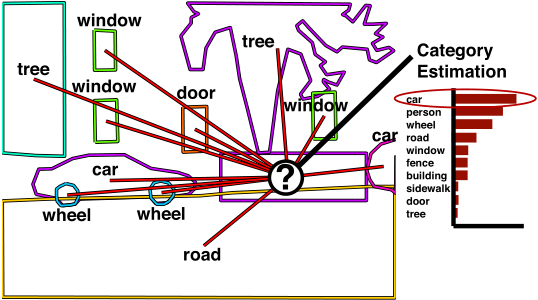 window
tree
tree
window
door
window
car
car
wheel
wheel
road
?
Category
Estimation
car
person
wheel
road
window
fence
building
sidewalk
door
tree